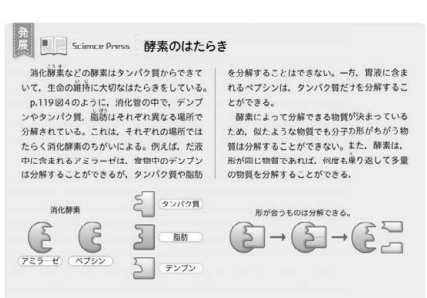 発展
Science Press 酵素のはたらき
消化酵素などの酵素はタンパク質からできて
いて，生命の維持に大切なはたらきをしている。
p.119図4のように，消化管の中で，デンプ
ンやタンパク質，脂肪はそれぞれ異なる場所で
分解されている。これは，それぞれの場所では
たらく消化酵素のちがいによる。例えば，だ液
中に含まれるアミラーゼは，食物中のデンプン
は分解することができるが，タンパク質や脂肪
を分解することはできない。一方，胃液に含ま
れるペプシンは，タンパク質だけを分解するこ
とができる。
酵素によって分解できる物質が決まっている
ため，似たような物質でも分子の形がちがう物
質は分解することができない。また，酵素は，
形が同じ物質であれば，何度も繰り返して多量
の物質を分解することができる。
消化酵素
アミラーゼ
ペプシン
タンパク質
脂肪
デンプン
形が合うものは分解できる。